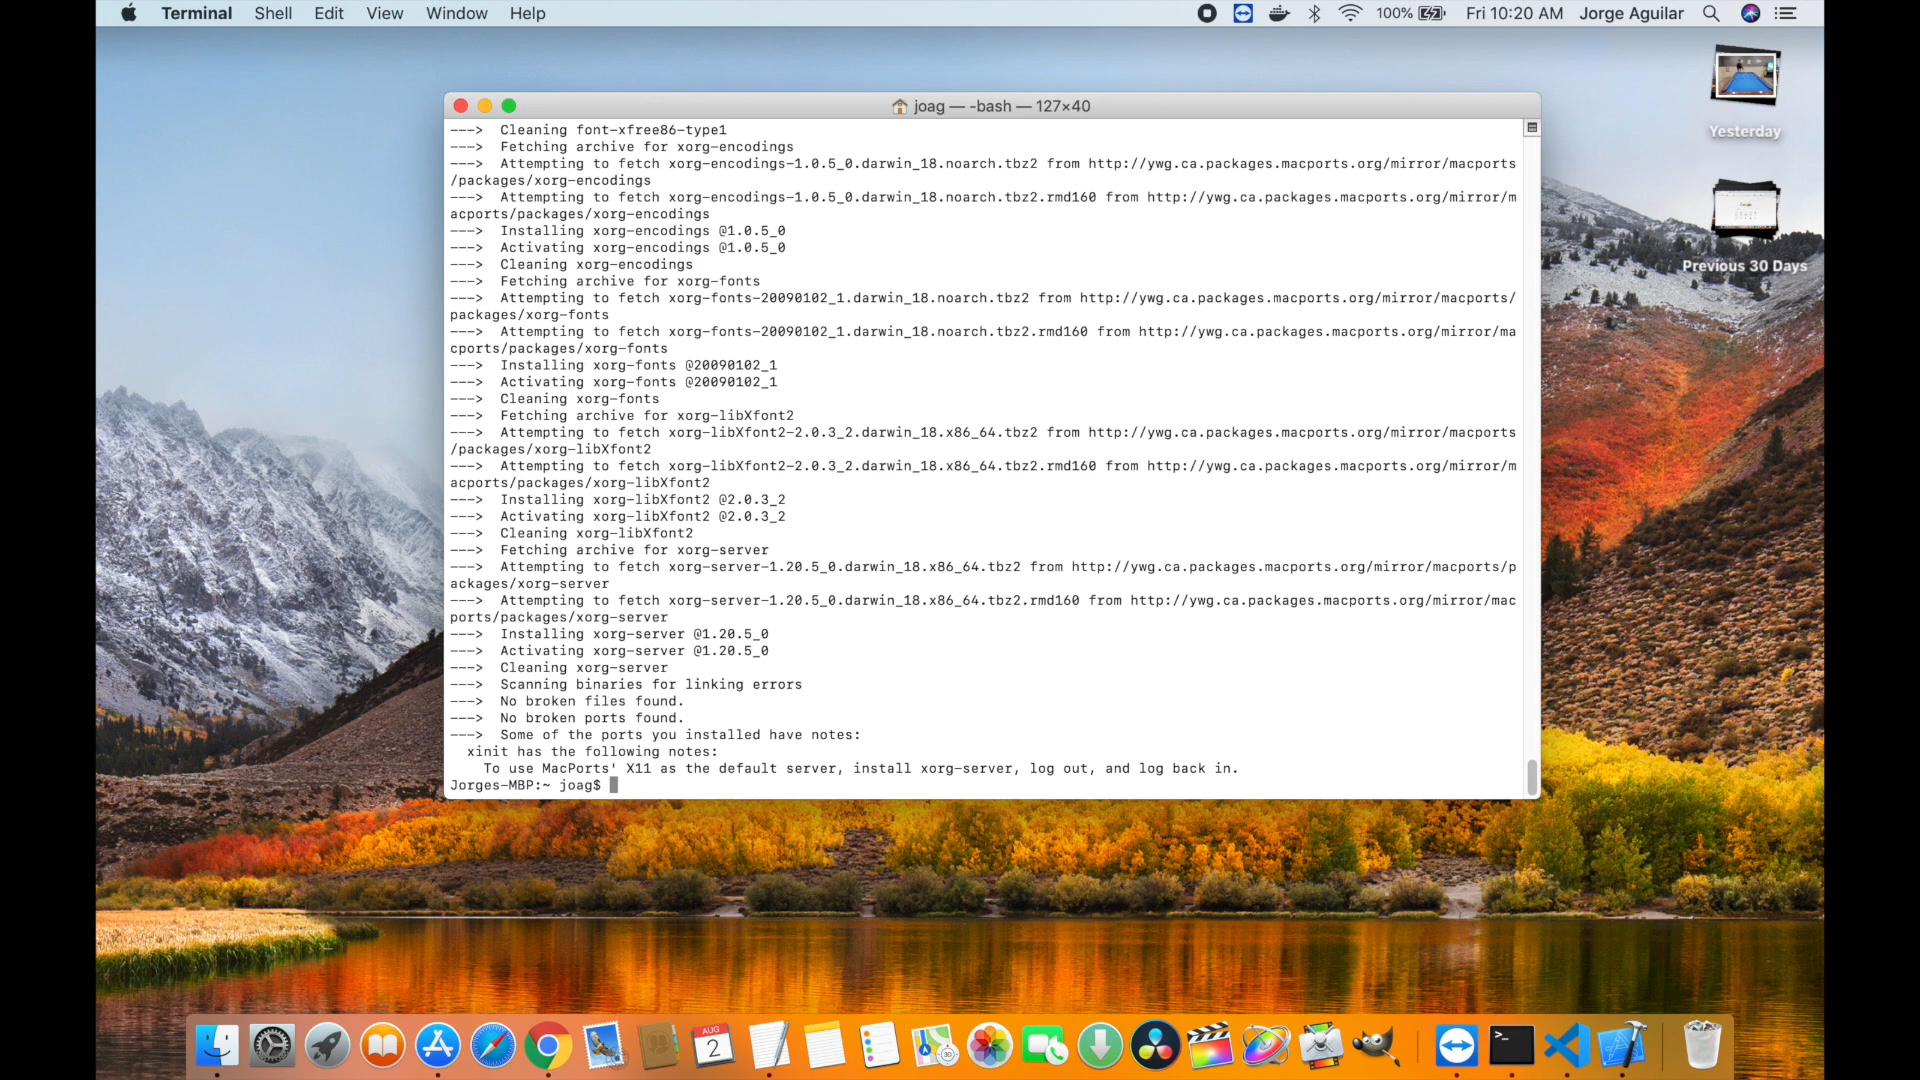 Terminal Shell Edit View Window Help 100% Fri 10:20 AM Jorge Aguilar
joag — -bash — 127×40
---> Cleaning font-xfree86-type1
---> Fetching archive for xorg-encodings
---> Attempting to fetch xorg-encodings-1.0.5_0.darwin_18.noarch.tbz2 from http://ywg.ca.packages.macports.org/mirror/macports
/packages/xorg-encodings
---> Attempting to fetch xorg-encodings-1.0.5_0.darwin_18.noarch.tbz2.rmd160 from http://ywg.ca.packages.macports.org/mirror/m
acports/packages/xorg-encodings
---> Installing xorg-encodings @1.0.5_0
---> Activating xorg-encodings @1.0.5_0
---> Cleaning xorg-encodings
---> Fetching archive for xorg-fonts
---> Attempting to fetch xorg-fonts-20090102_1.darwin_18.noarch.tbz2 from http://ywg.ca.packages.macports.org/mirror/macports/
packages/xorg-fonts
---> Attempting to fetch xorg-fonts-20090102_1.darwin_18.noarch.tbz2.rmd160 from http://ywg.ca.packages.macports.org/mirror/ma
cports/packages/xorg-fonts
---> Installing xorg-fonts @20090102_1
---> Activating xorg-fonts @20090102_1
---> Cleaning xorg-fonts
---> Fetching archive for xorg-libXfont2
---> Attempting to fetch xorg-libXfont2-2.0.3_2.darwin_18.x86_64.tbz2 from http://ywg.ca.packages.macports.org/mirror/macports
/packages/xorg-libXfont2
---> Attempting to fetch xorg-libXfont2-2.0.3_2.darwin_18.x86_64.tbz2.rmd160 from http://ywg.ca.packages.macports.org/mirror/m
acports/packages/xorg-libXfont2
---> Installing xorg-libXfont2 @2.0.3_2
---> Activating xorg-libXfont2 @2.0.3_2
---> Cleaning xorg-libXfont2
---> Fetching archive for xorg-server
---> Attempting to fetch xorg-server-1.20.5_0.darwin_18.x86_64.tbz2 from http://ywg.ca.packages.macports.org/mirror/macports/p
ackages/xorg-server
---> Attempting to fetch xorg-server-1.20.5_0.darwin_18.x86_64.tbz2.rmd160 from http://ywg.ca.packages.macports.org/mirror/mac
ports/packages/xorg-server
---> Installing xorg-server @1.20.5_0
---> Activating xorg-server @1.20.5_0
---> Cleaning xorg-server
---> Scanning binaries for linking errors
---> No broken files found.
---> No broken ports found.
---> Some of the ports you installed have notes:
xinit has the following notes:
To use MacPorts' X11 as the default server, install xorg-server, log out, and log back in.
Jorges-MBP:~ joag$
Yesterday
Previous 30 Days
AUG
2